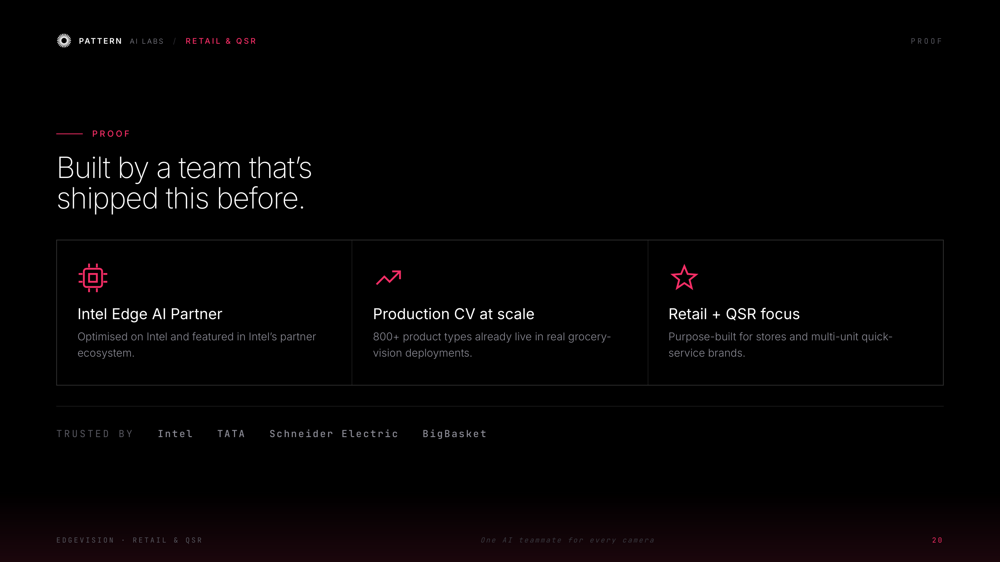 PATTERN AI LABS / RETAIL & QSR
PROOF
PROOF
Built by a team that’s
shipped this before.
Intel Edge AI Partner
Optimised on Intel and featured in Intel’s partner
ecosystem.
Production CV at scale
800+ product types already live in real grocery-
vision deployments.
Retail + QSR focus
Purpose-built for stores and multi-unit quick-
service brands.
TRUSTED BY Intel TATA Schneider Electric BigBasket
EDGEVISION · RETAIL & QSR
One AI teammate for every camera
20